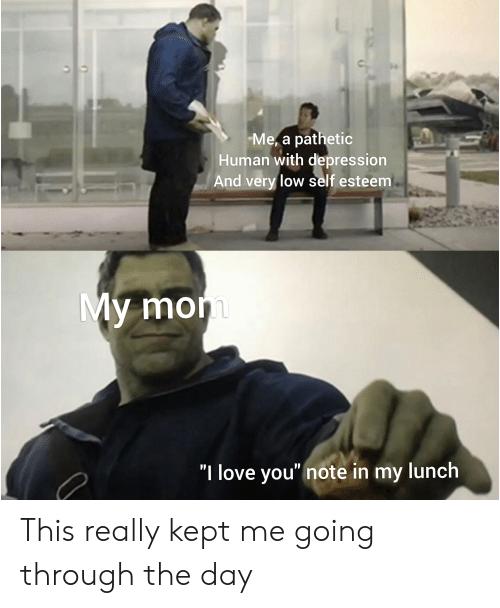 Me, a pathetic
Human with depression
And very low self esteem
My mom
"I love you" note in my lunch
This really kept me going
through the day